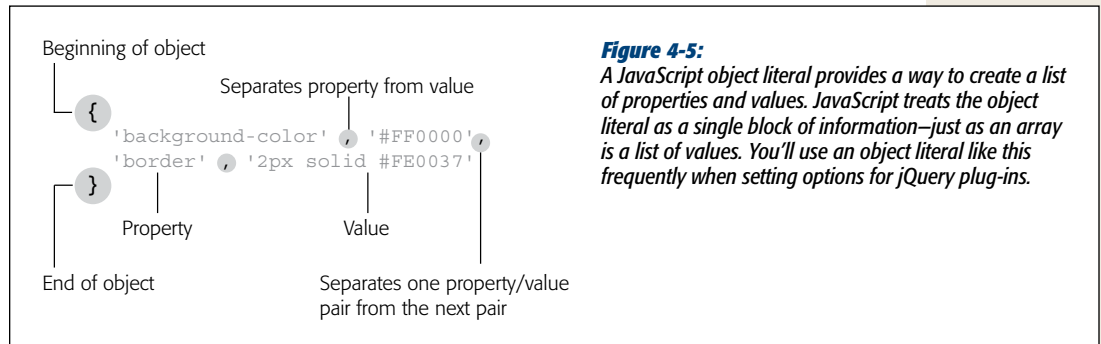 Beginning of object
Separates property from value
{
'background-color' , '#FF0000',
'border' , '2px solid #FE0037'
}
Property
Value
End of object
Separates one property/value
pair from the next pair
Figure 4-5:
A JavaScript object literal provides a way to create a list
of properties and values. JavaScript treats the object
literal as a single block of information—just as an array
is a list of values. You'll use an object literal like this
frequently when setting options for jQuery plug-ins.